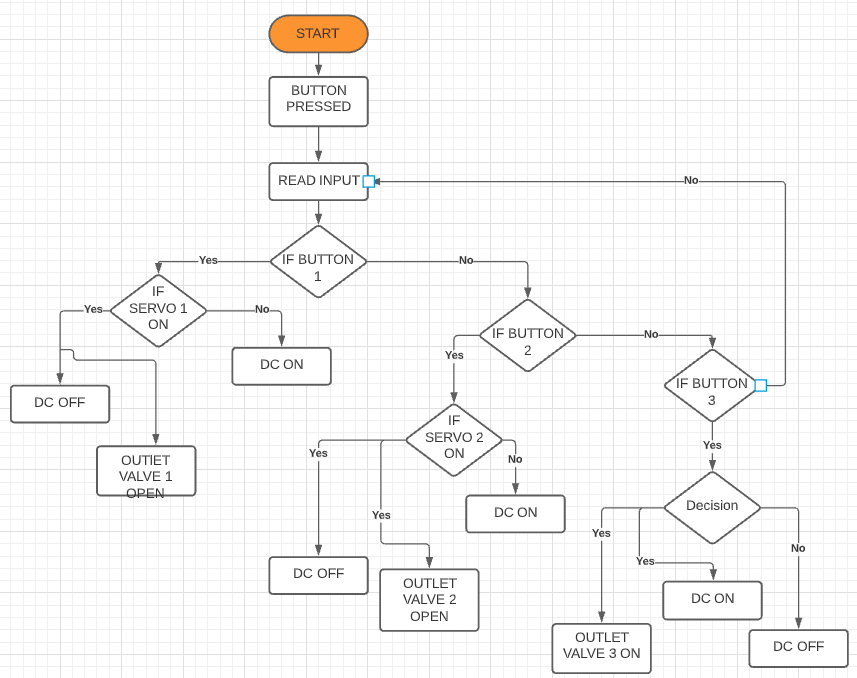 START
BUTTON
PRESSED
READ INPUT
No
IF BUTTON
1
Yes
No
IF
SERVO 1
ON
Yes
No
DC ON
DC OFF
OUTlET
VALVE 1
OPEN
IF BUTTON
2
Yes
No
IF BUTTON
3
Yes
IF
SERVO 2
ON
Yes
Yes
No
DC ON
DC OFF
OUTLET
VALVE 2
OPEN
Decision
Yes
Yes
No
DC ON
OUTLET
VALVE 3 ON
DC OFF